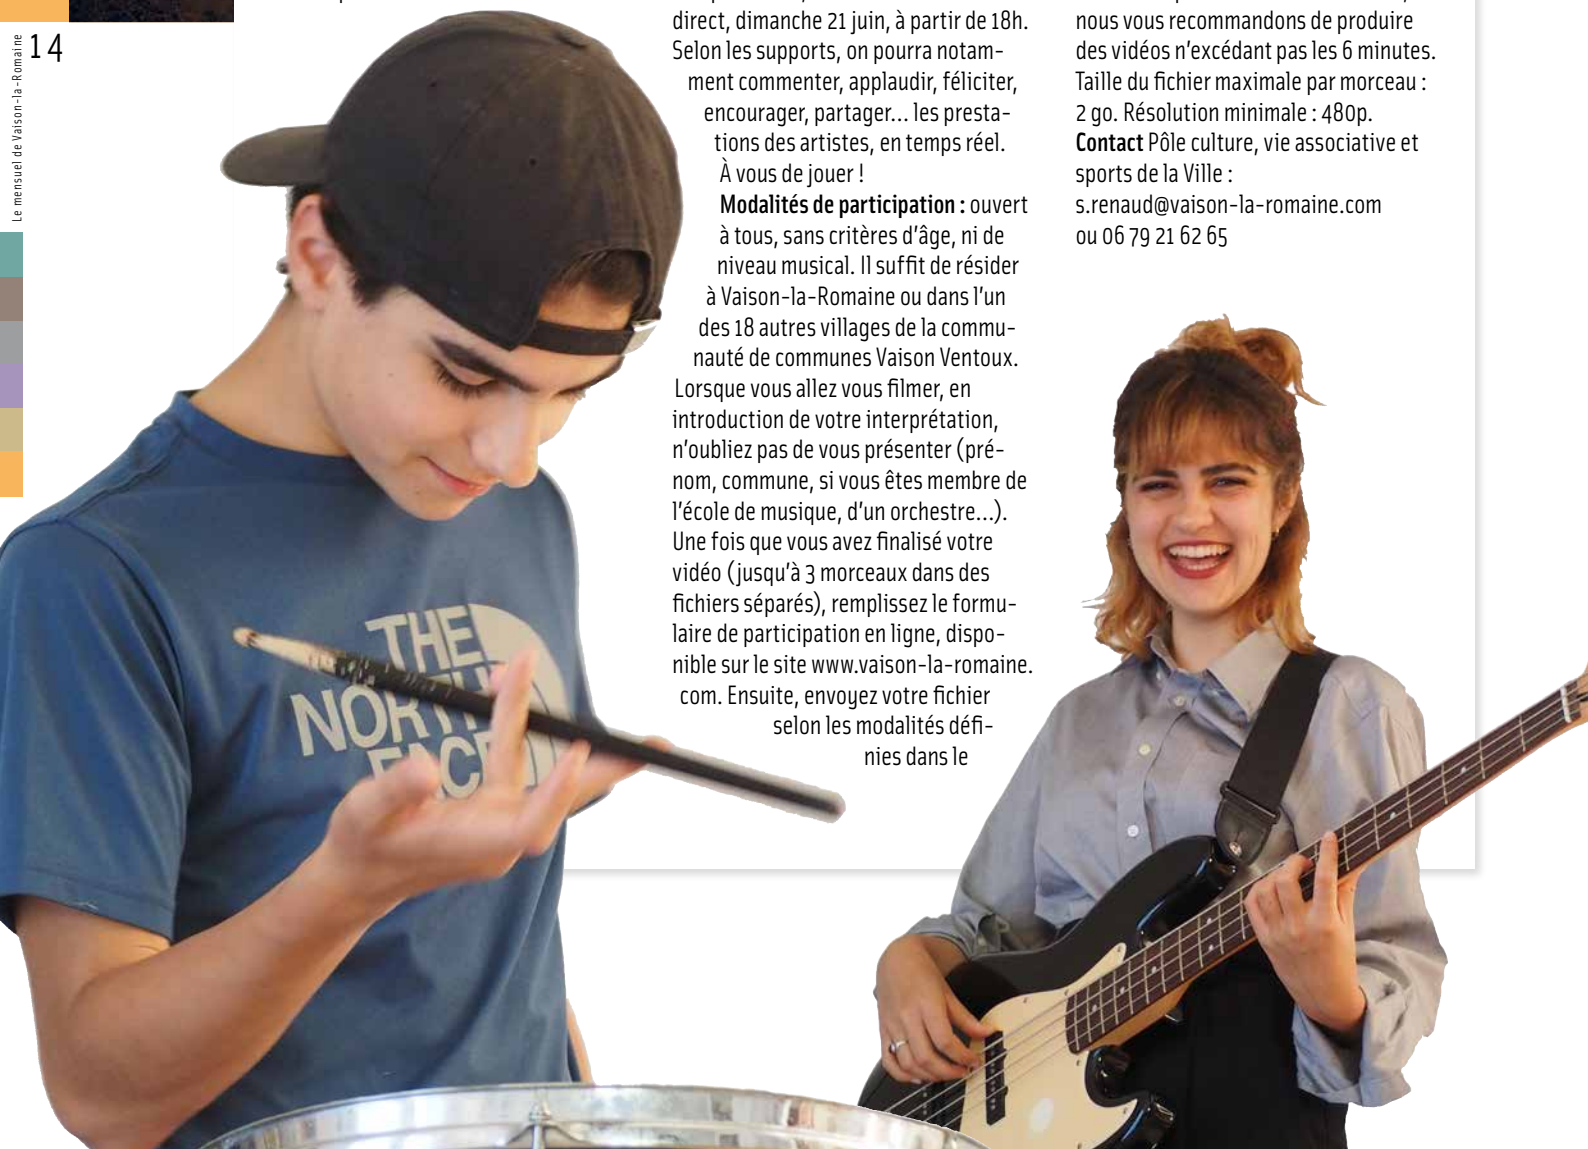 14
Le mensuel de Vaison-la-Romaine
direct, dimanche 21 juin, à partir de 18h.
Selon les supports, on pourra notam-
ment commenter, applaudir, féliciter,
encourager, partager... les presta-
tions des artistes, en temps réel.
À vous de jouer !
Modalités de participation : ouvert
à tous, sans critères d'âge, ni de
niveau musical. Il suffit de résider
à Vaison-la-Romaine ou dans l'un
des 18 autres villages de la commu-
nauté de communes Vaison Ventoux.
Lorsque vous allez vous filmer, en
introduction de votre interprétation,
n'oubliez pas de vous présenter (pré-
nom, commune, si vous êtes membre de
l'école de musique, d'un orchestre...).
Une fois que vous avez finalisé votre
vidéo (jusqu'à 3 morceaux dans des
fichiers séparés), remplissez le formu-
laire de participation en ligne, dispo-
nible sur le site www.vaison-la-romaine.
com. Ensuite, envoyez votre fichier
selon les modalités défi-
nies dans le
nous vous recommandons de produire
des vidéos n'excédant pas les 6 minutes.
Taille du fichier maximale par morceau :
2 go. Résolution minimale : 480p.
Contact Pôle culture, vie associative et
sports de la Ville :
s.renaud@vaison-la-romaine.com
ou 06 79 21 62 65
THE
NORTH
FACE